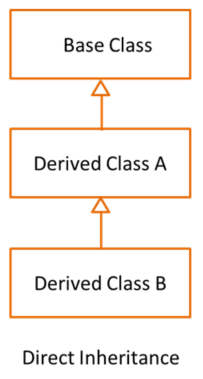 Base Class
Derived Class A
Derived Class B
Direct Inheritance